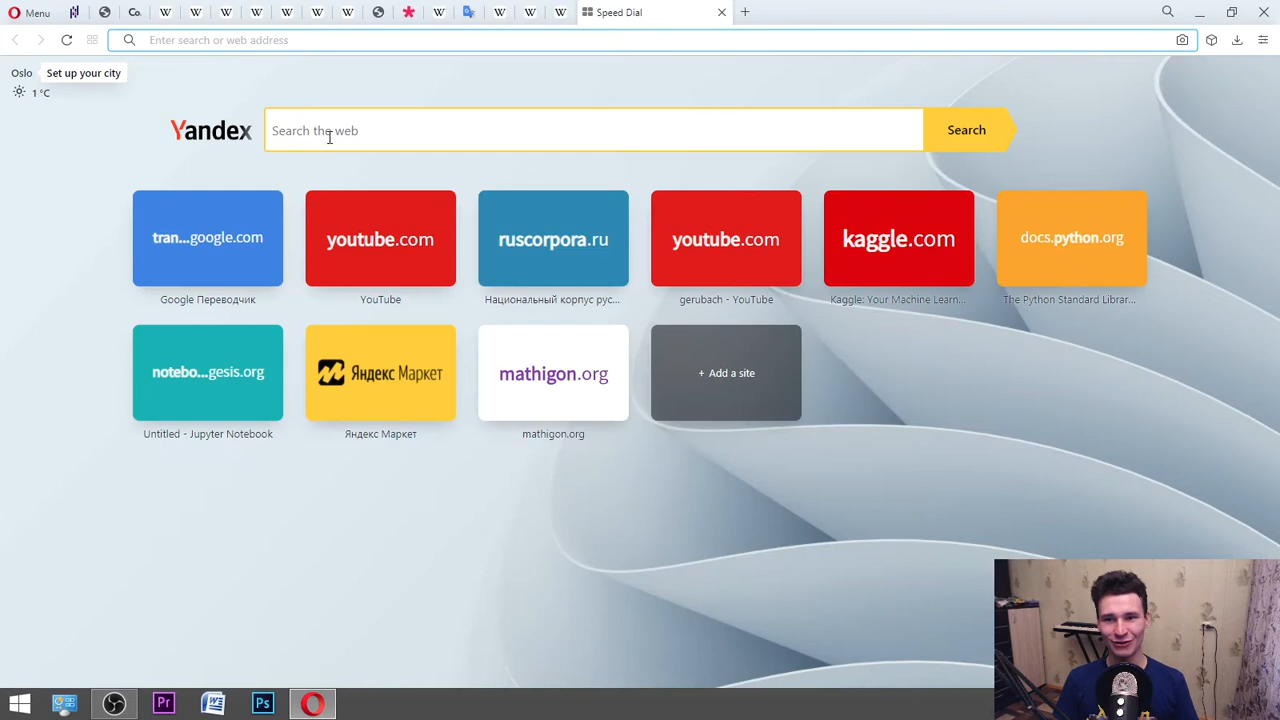 Menu
Co.
Speed Dial
Enter search or web address
Oslo
Set up your city
1 °C
Yandex
Search the web
Search
tran...google.com
youtube.com
ruscorpora.ru
youtube.com
kaggle.com
docs.python.org
Google Переводчик
YouTube
Национальный корпус рус...
gerubach - YouTube
Kaggle: Your Machine Learn...
The Python Standard Librar...
notebo...gesis.org
Яндекс Маркет
mathigon.org
+ Add a site
Untitled - Jupyter Notebook
Яндекс Маркет
mathigon.org
Pr
W
Ps